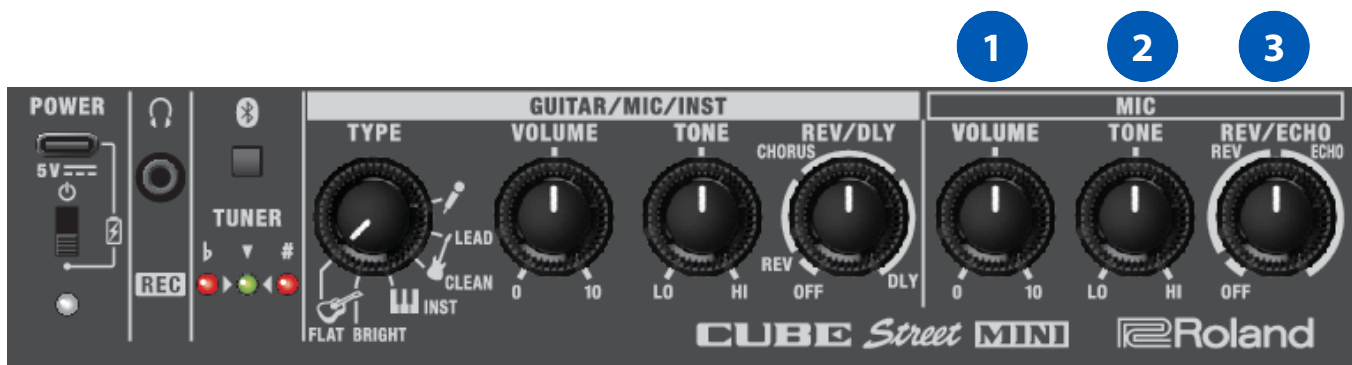 1 2 3
POWER
GUITAR/MIC/INST
MIC
TYPE VOLUME TONE REV/DLY
VOLUME TONE REV/ECHO
CHORUS
REV ECHO
5V
TUNER
♭ ▼ #
LEAD
CLEAN
INST
FLAT BRIGHT
0 10
LO HI
REV OFF DLY
0 10
LO HI
OFF
REC
CUBE Street MINI Roland